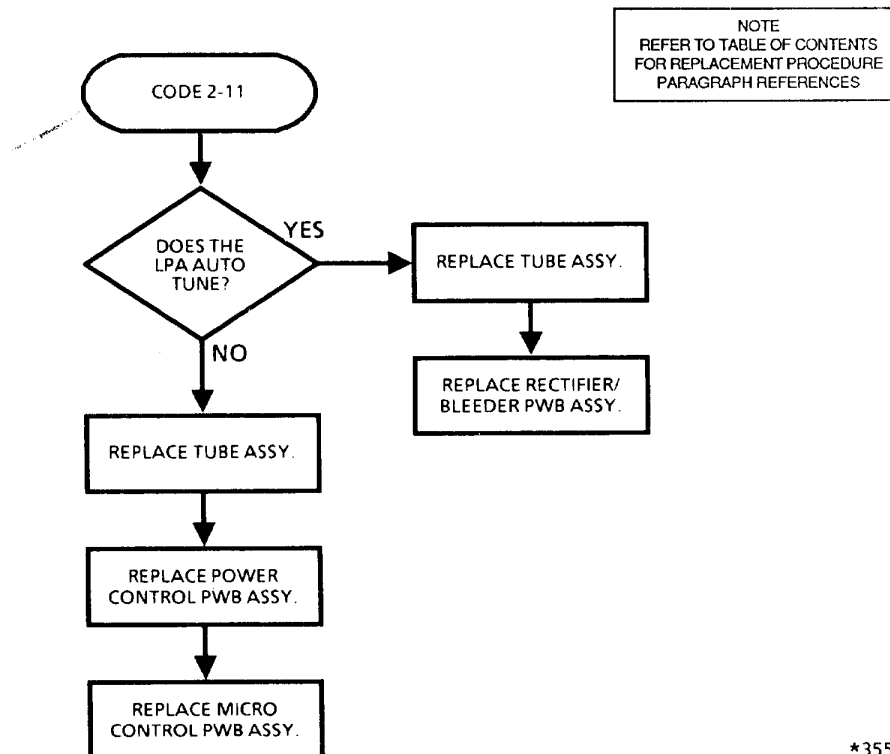 NOTE
REFER TO TABLE OF CONTENTS
FOR REPLACEMENT PROCEDURE
PARAGRAPH REFERENCES
CODE 2-11
DOES THE
LPA AUTO
TUNE?
YES
REPLACE TUBE ASSY.
REPLACE RECTIFIER/
BLEEDER PWB ASSY.
NO
REPLACE TUBE ASSY.
REPLACE POWER
CONTROL PWB ASSY.
REPLACE MICRO
CONTROL PWB ASSY.
*355